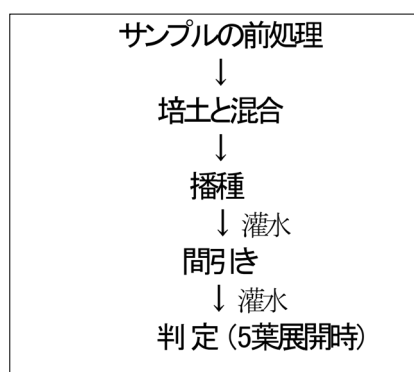 サンプルの前処理
↓
培土と混合
↓
播種
↓ 灌水
間引き
↓ 灌水
判定（5葉展開時）